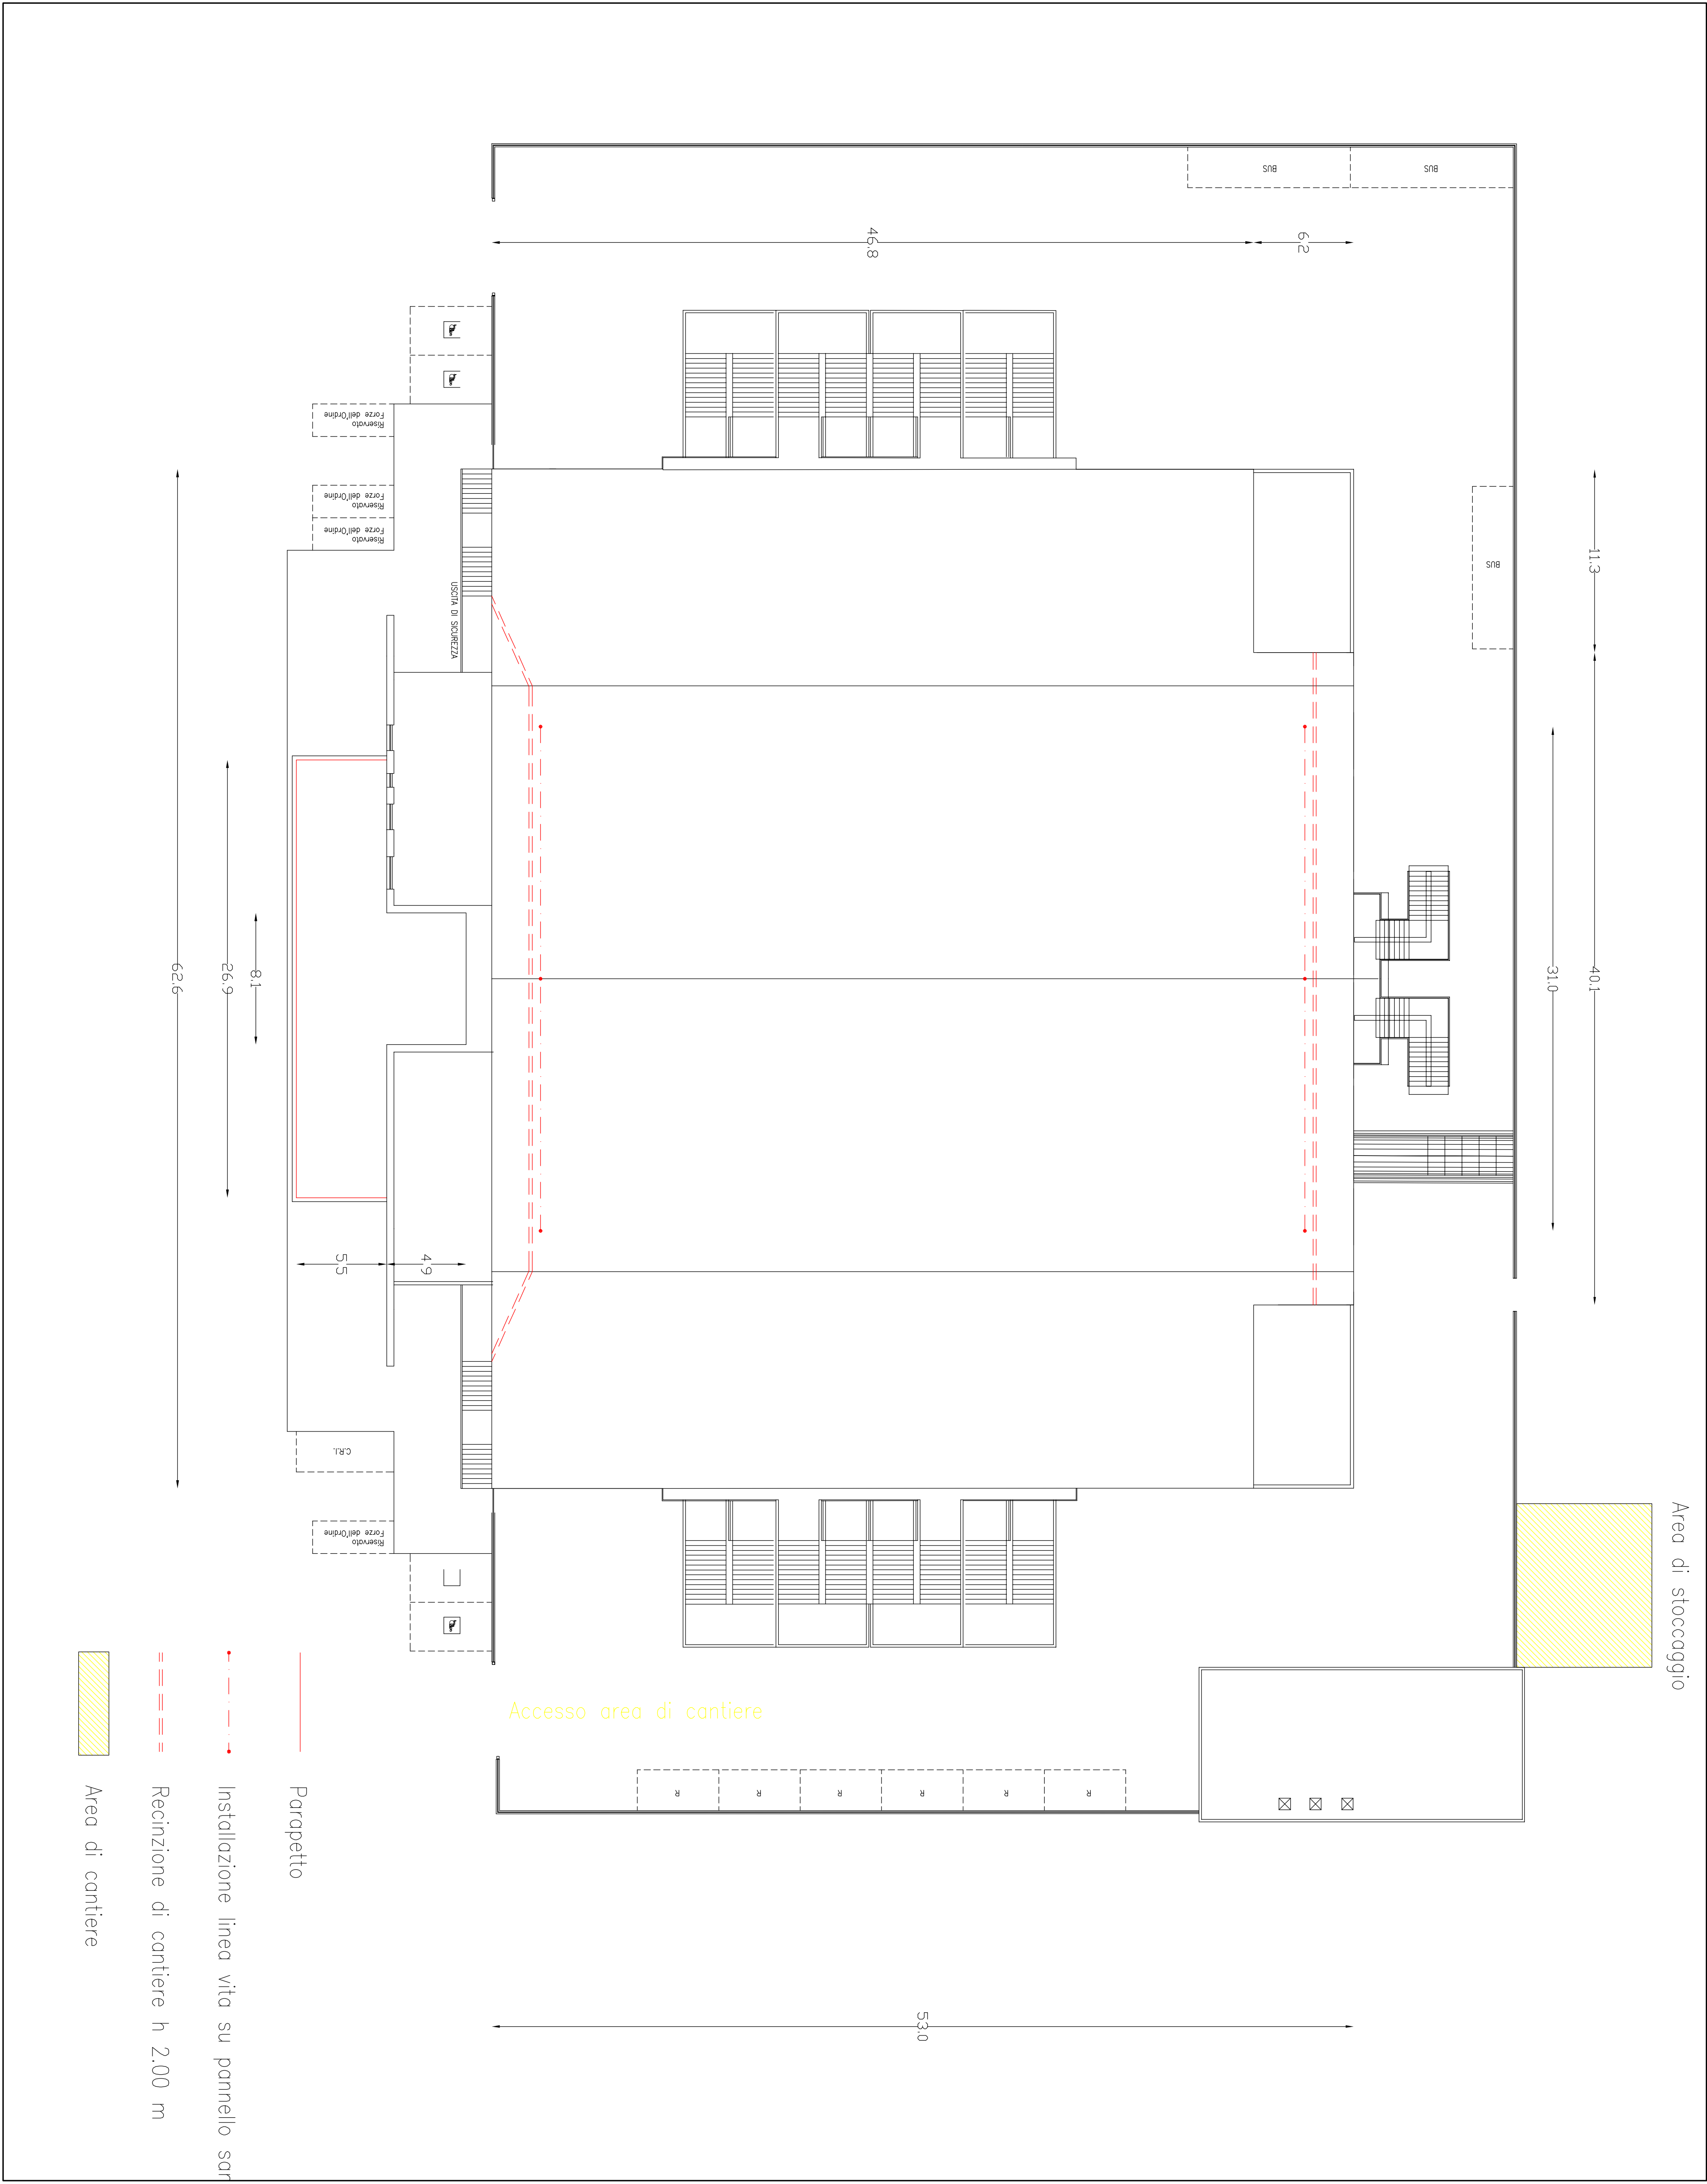 Area di stoccaggio
11.3
40.1
31.0
BUS
BUS
BUS
6.2
46.8
53.0
R
R
R
R
R
R
Accesso area di cantiere
USCITA DI SICUREZZA
Riservato
Forze dell'Ordine
Riservato
Forze dell'Ordine
Riservato
Forze dell'Ordine
Riservato
Forze dell'Ordine
C.R.I.
4.9
5.5
8.1
26.9
62.6
Parapetto
Installazione linea vita su pannello
Recinzione di cantiere h 2.00 m
Area di cantiere